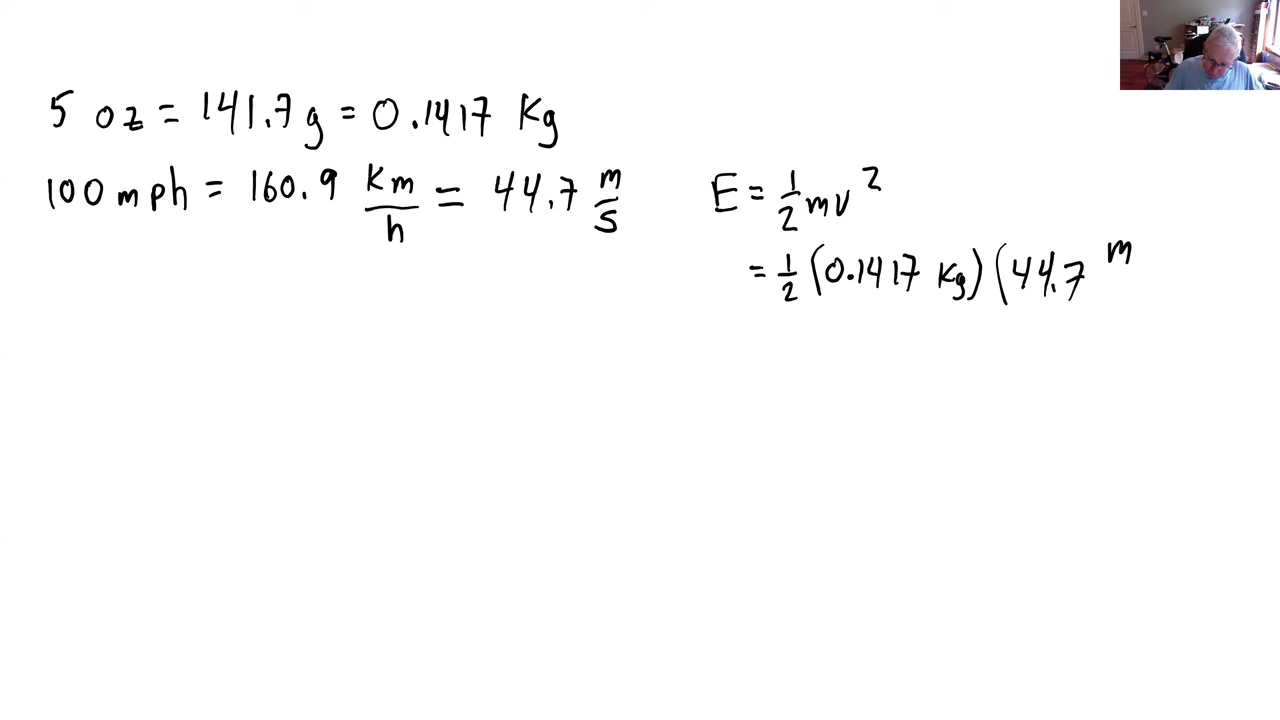 5 oz = 141.7 g = 0.1417 Kg
100 mph = 160.9 Km/h = 44.7 m/s
E = 1/2 mv²
= 1/2 (0.1417 Kg) (44.7 m